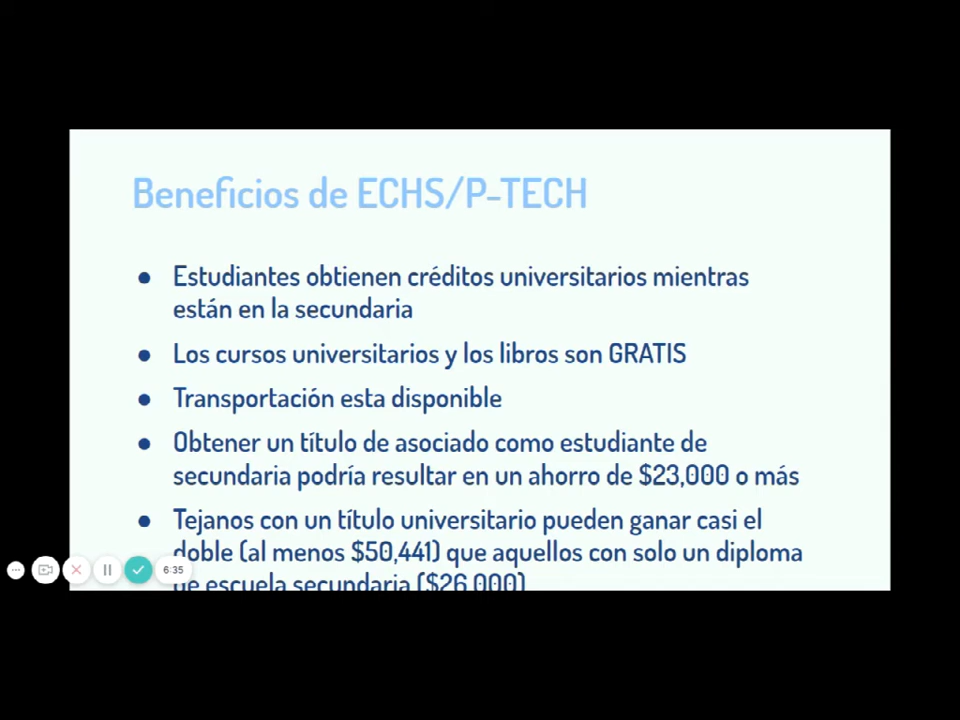 Beneficios de ECHS/P-TECH
● Estudiantes obtienen créditos universitarios mientras
están en la secundaria
● Los cursos universitarios y los libros son GRATIS
● Transportación esta disponible
● Obtener un título de asociado como estudiante de
secundaria podría resultar en un ahorro de $23,000 o más
● Tejanos con un título universitario pueden ganar casi el
doble (al menos $50,441) que aquellos con solo un diploma
de escuela secundaria ($26,000)
6:35